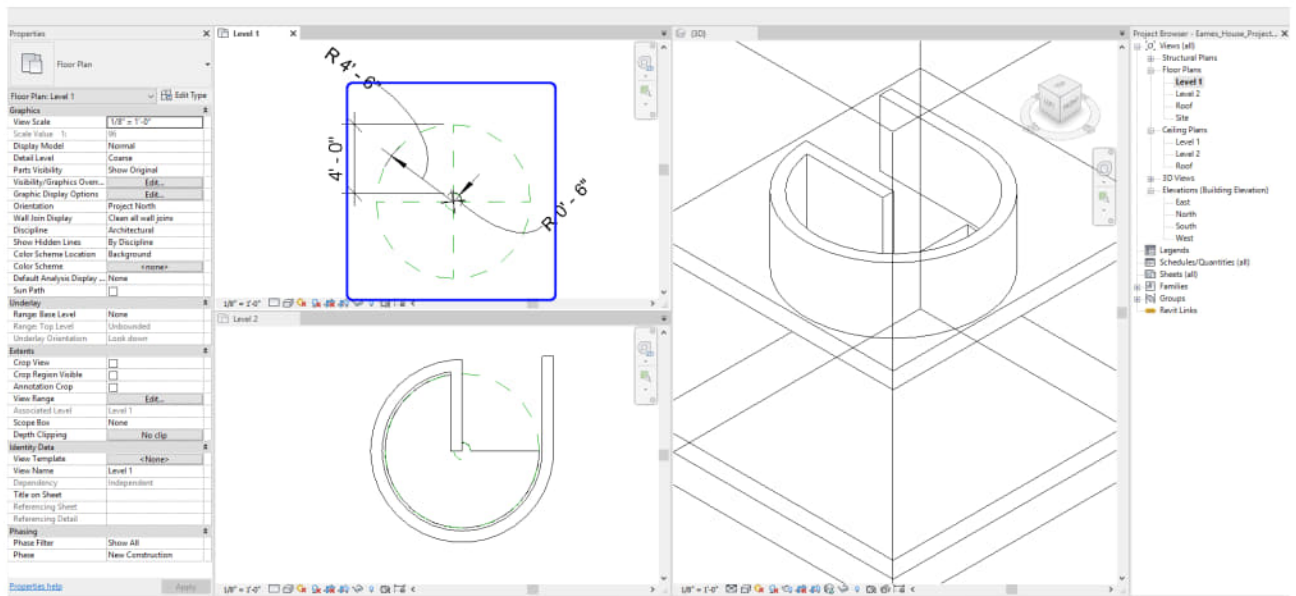 Properties
Floor Plan
Floor Plan: Level 1
Edit Type
Graphics
View Scale 1/8" = 1'-0"
Scale Value 1: 96
Display Model Normal
Detail Level Coarse
Parts Visibility Show Original
Visibility/Graphics Overr... Edit...
Graphic Display Options Edit...
Orientation Project North
Wall Join Display Clean all wall joins
Discipline Architectural
Show Hidden Lines By Discipline
Color Scheme Location Background
Color Scheme <none>
Default Analysis Display ... None
Sun Path
Underlay
Range: Base Level None
Range: Top Level Unbounded
Underlay Orientation Look down
Extents
Crop View
Crop Region Visible
Annotation Crop
View Range Edit...
Associated Level Level 1
Scope Box None
Depth Clipping No clip
Identity Data
View Template <None>
View Name Level 1
Dependency Independent
Title on Sheet
Referencing Sheet
Referencing Detail
Phasing
Phase Filter Show All
Phase New Construction
Properties help
Apply
Level 1
R 4' - 6"
4' - 0"
R 0' - 6"
1/8" = 1'-0"
Level 2
1/8" = 1'-0"
{3D}
1/8" = 1'-0"
Project Browser - Eames_House_Project...
Views (all)
Structural Plans
Floor Plans
Level 1
Level 2
Roof
Site
Ceiling Plans
Level 1
Level 2
Roof
3D Views
Elevations (Building Elevation)
East
North
South
West
Legends
Schedules/Quantities (all)
Sheets (all)
Families
Groups
Revit Links